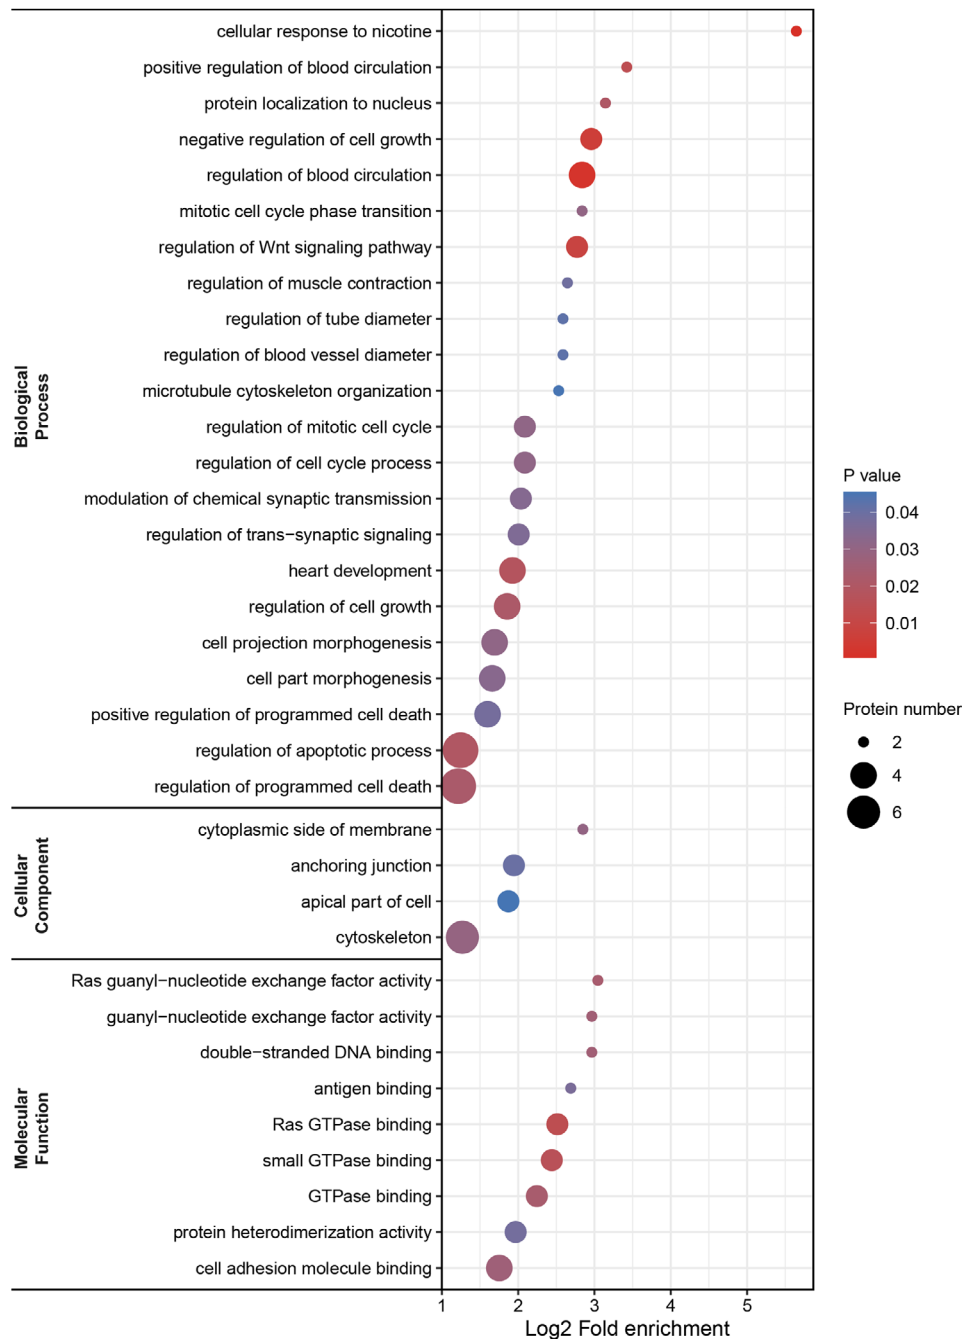 cellular response to nicotine
positive regulation of blood circulation
protein localization to nucleus
negative regulation of cell growth
regulation of blood circulation
mitotic cell cycle phase transition
regulation of Wnt signaling pathway
regulation of muscle contraction
regulation of tube diameter
regulation of blood vessel diameter
microtubule cytoskeleton organization
regulation of mitotic cell cycle
regulation of cell cycle process
modulation of chemical synaptic transmission
regulation of trans−synaptic signaling
heart development
regulation of cell growth
cell projection morphogenesis
cell part morphogenesis
positive regulation of programmed cell death
regulation of apoptotic process
regulation of programmed cell death
Biological
Process
cytoplasmic side of membrane
anchoring junction
apical part of cell
cytoskeleton
Cellular
Component
Ras guanyl−nucleotide exchange factor activity
guanyl−nucleotide exchange factor activity
double−stranded DNA binding
antigen binding
Ras GTPase binding
small GTPase binding
GTPase binding
protein heterodimerization activity
cell adhesion molecule binding
Molecular
Function
1 2 3 4 5
Log2 Fold enrichment
P value
0.04
0.03
0.02
0.01
Protein number
2
4
6